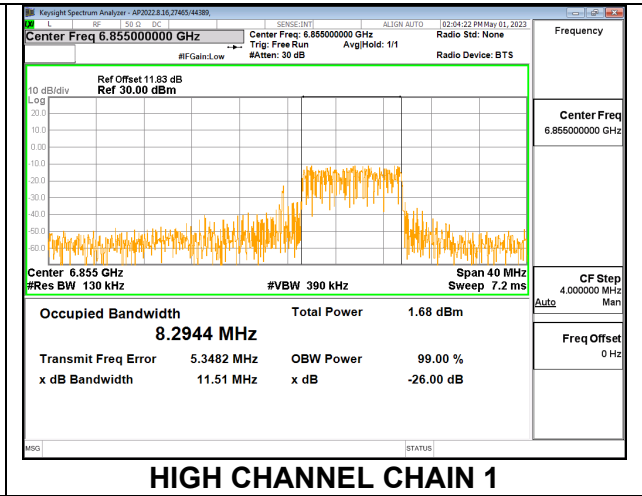 Keysight Spectrum Analyzer - AP2022.8.16,27465/44389,
L RF 50 Ω DC SENSE:INT ALIGN AUTO 02:04:22 PM May 01, 2023
Center Freq 6.855000000 GHz Center Freq: 6.855000000 GHz Radio Std: None Frequency
Trig: Free Run Avg|Hold: 1/1
#IFGain:Low #Atten: 30 dB Radio Device: BTS
Ref Offset 11.83 dB
10 dB/div Ref 30.00 dBm
Log
20.0
10.0
0.00
-10.0
-20.0
-30.0
-40.0
-50.0
-60.0
Center Freq
6.855000000 GHz
Center 6.855 GHz Span 40 MHz
#Res BW 130 kHz #VBW 390 kHz Sweep 7.2 ms
CF Step
4.000000 MHz
Auto Man
Occupied Bandwidth Total Power 1.68 dBm
8.2944 MHz
Freq Offset
0 Hz
Transmit Freq Error 5.3482 MHz OBW Power 99.00 %
x dB Bandwidth 11.51 MHz x dB -26.00 dB
MSG STATUS
HIGH CHANNEL CHAIN 1